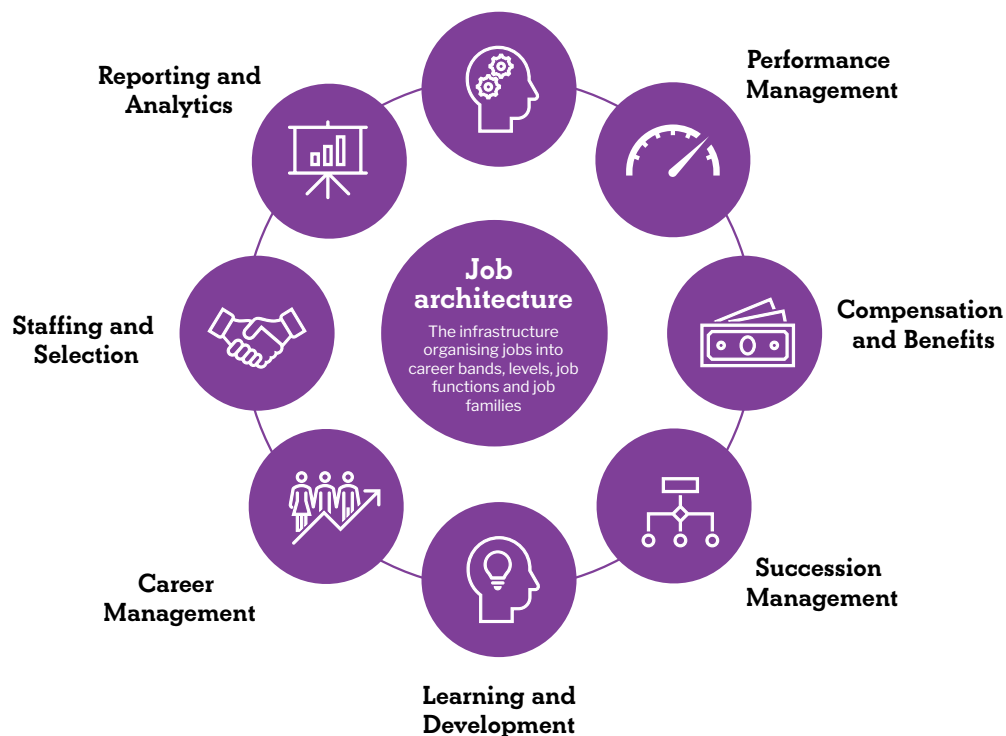 Reporting and
Analytics
Performance
Management
Job
architecture
The infrastructure
organising jobs into
career bands, levels, job
functions and job
families
Staffing and
Selection
Compensation
and Benefits
Career
Management
Succession
Management
Learning and
Development